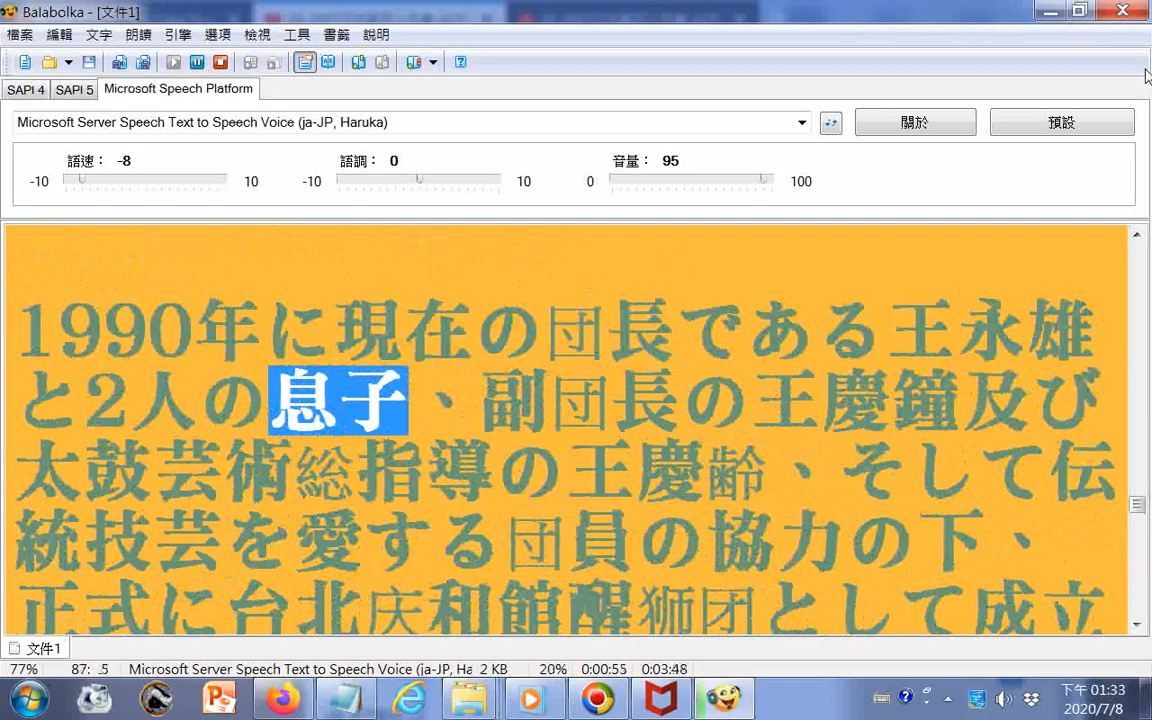 Balabolka - [文件1]
檔案 編輯 文字 朗讀 引擎 選項 檢視 工具 書籤 說明
SAPI 4 SAPI 5 Microsoft Speech Platform
Microsoft Server Speech Text to Speech Voice (ja-JP, Haruka) 關於 預設
語速： -8 語調： 0 音量： 95
-10 10 -10 10 0 100
1990年に現在の団長である王永雄
と2人の息子、副団長の王慶鐘及び
太鼓芸術総指導の王慶齢、そして伝
統技芸を愛する団員の協力の下、
正式に台北庆和館醒狮团として成立
文件1
77% 87: 5 Microsoft Server Speech Text to Speech Voice (ja-JP, Ha 2 KB 20% 0:00:55 0:03:48
下午 01:33
2020/7/8